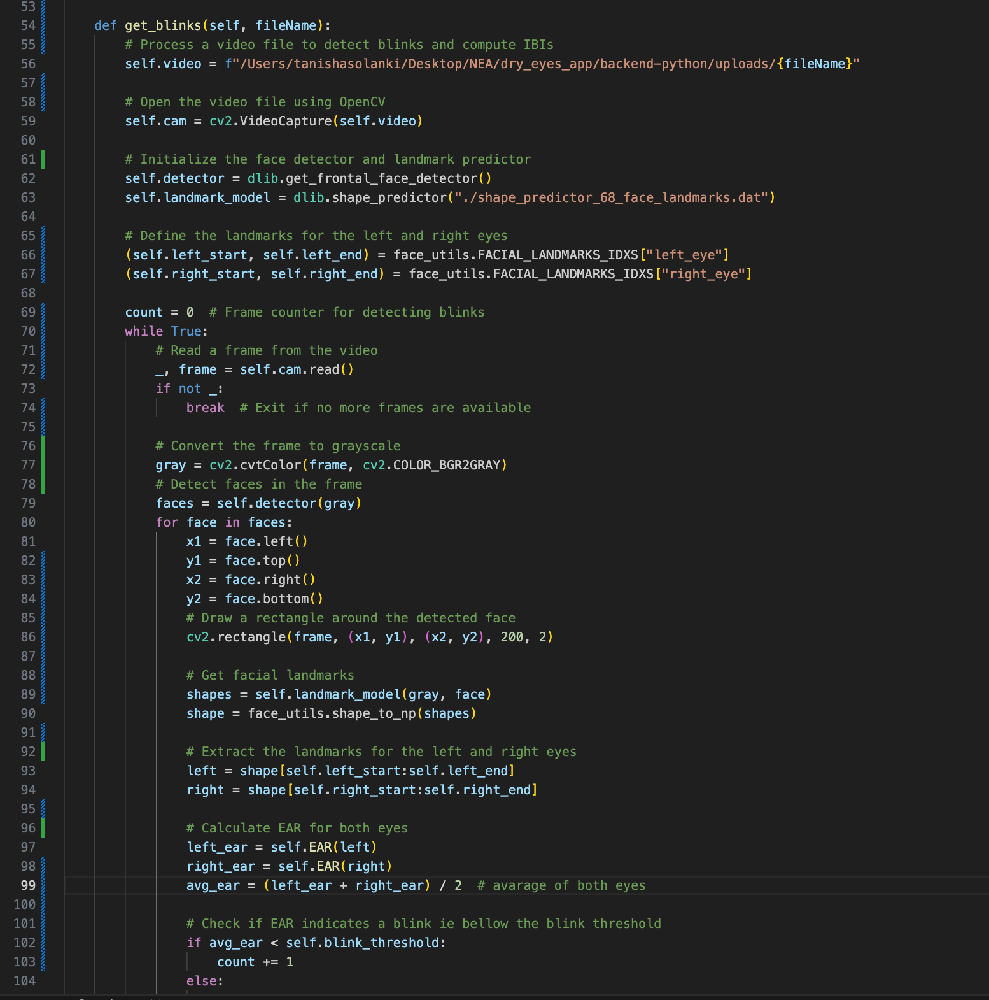 53
54 def get_blinks(self, fileName):
55 # Process a video file to detect blinks and compute IBIs
56 self.video = f"/Users/tanishasolanki/Desktop/NEA/dry_eyes_app/backend-python/uploads/{fileName}"
57
58 # Open the video file using OpenCV
59 self.cam = cv2.VideoCapture(self.video)
60
61 # Initialize the face detector and landmark predictor
62 self.detector = dlib.get_frontal_face_detector()
63 self.landmark_model = dlib.shape_predictor("./shape_predictor_68_face_landmarks.dat")
64
65 # Define the landmarks for the left and right eyes
66 (self.left_start, self.left_end) = face_utils.FACIAL_LANDMARKS_IDXS["left_eye"]
67 (self.right_start, self.right_end) = face_utils.FACIAL_LANDMARKS_IDXS["right_eye"]
68
69 count = 0  # Frame counter for detecting blinks
70 while True:
71 # Read a frame from the video
72 _, frame = self.cam.read()
73 if not _:
74 break  # Exit if no more frames are available
75
76 # Convert the frame to grayscale
77 gray = cv2.cvtColor(frame, cv2.COLOR_BGR2GRAY)
78 # Detect faces in the frame
79 faces = self.detector(gray)
80 for face in faces:
81 x1 = face.left()
82 y1 = face.top()
83 x2 = face.right()
84 y2 = face.bottom()
85 # Draw a rectangle around the detected face
86 cv2.rectangle(frame, (x1, y1), (x2, y2), 200, 2)
87
88 # Get facial landmarks
89 shapes = self.landmark_model(gray, face)
90 shape = face_utils.shape_to_np(shapes)
91
92 # Extract the landmarks for the left and right eyes
93 left = shape[self.left_start:self.left_end]
94 right = shape[self.right_start:self.right_end]
95
96 # Calculate EAR for both eyes
97 left_ear = self.EAR(left)
98 right_ear = self.EAR(right)
99 avg_ear = (left_ear + right_ear) / 2  # avarage of both eyes
100
101 # Check if EAR indicates a blink ie bellow the blink threshold
102 if avg_ear < self.blink_threshold:
103 count += 1
104 else: